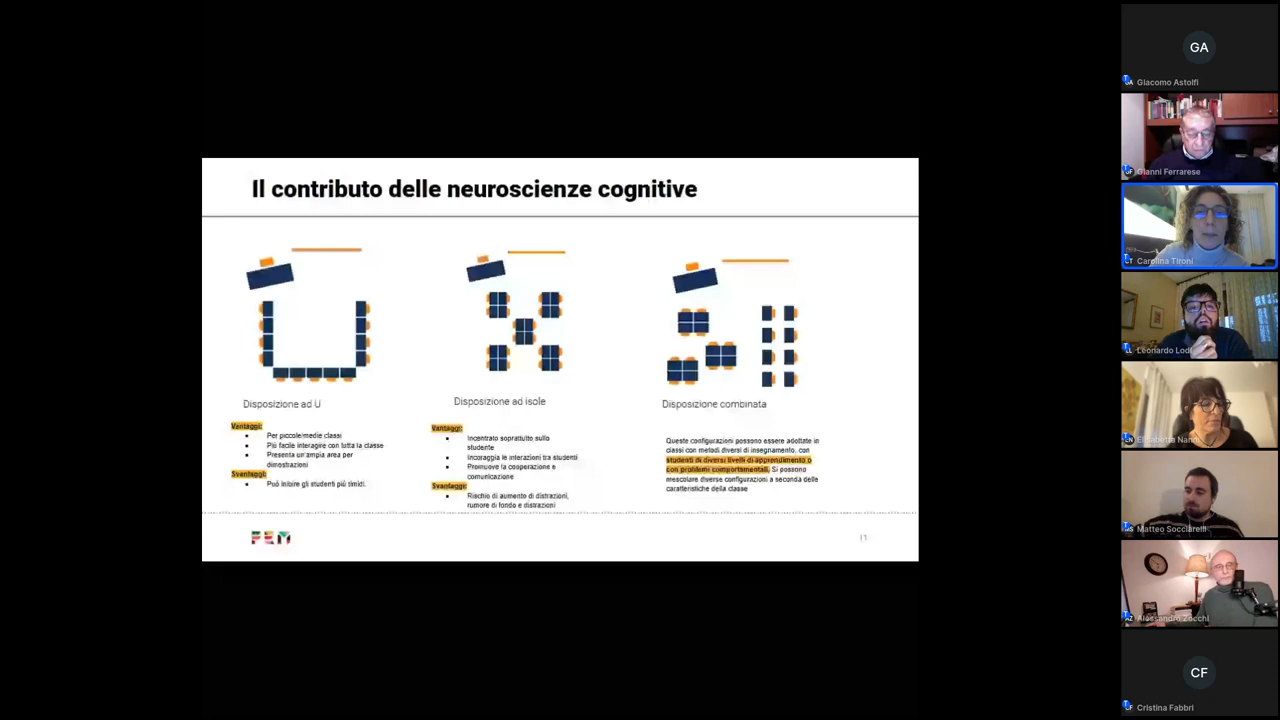 Il contributo delle neuroscienze cognitive
Disposizione ad U
Vantaggi:
Per piccole/medie classi
Più facile interagire con tutta la classe
Presenta un'ampia area per
dimostrazioni
Svantaggi:
Può inibire gli studenti più timidi.
Disposizione ad isole
Vantaggi:
Incentrato soprattutto sullo
studente
Incoraggia le interazioni tra studenti
Promuove la cooperazione e
comunicazione
Svantaggi:
Rischio di aumento di distrazioni,
rumore di fondo e distrazioni
Disposizione combinata
Queste configurazioni possono essere adottate in
classi con metodi diversi di insegnamento, con
studenti di diversi livelli di apprendimento o
con problemi comportamentali. Si possono
mescolare diverse configurazioni a seconda delle
caratteristiche della classe
FEM
11
GA
Giacomo Astolfi
Gianni Ferrarese
Carolina Tironi
Leonardo Lodi
Elisabetta Nanni
Matteo Socciarelli
Alessandro Zocchi
CF
Cristina Fabbri